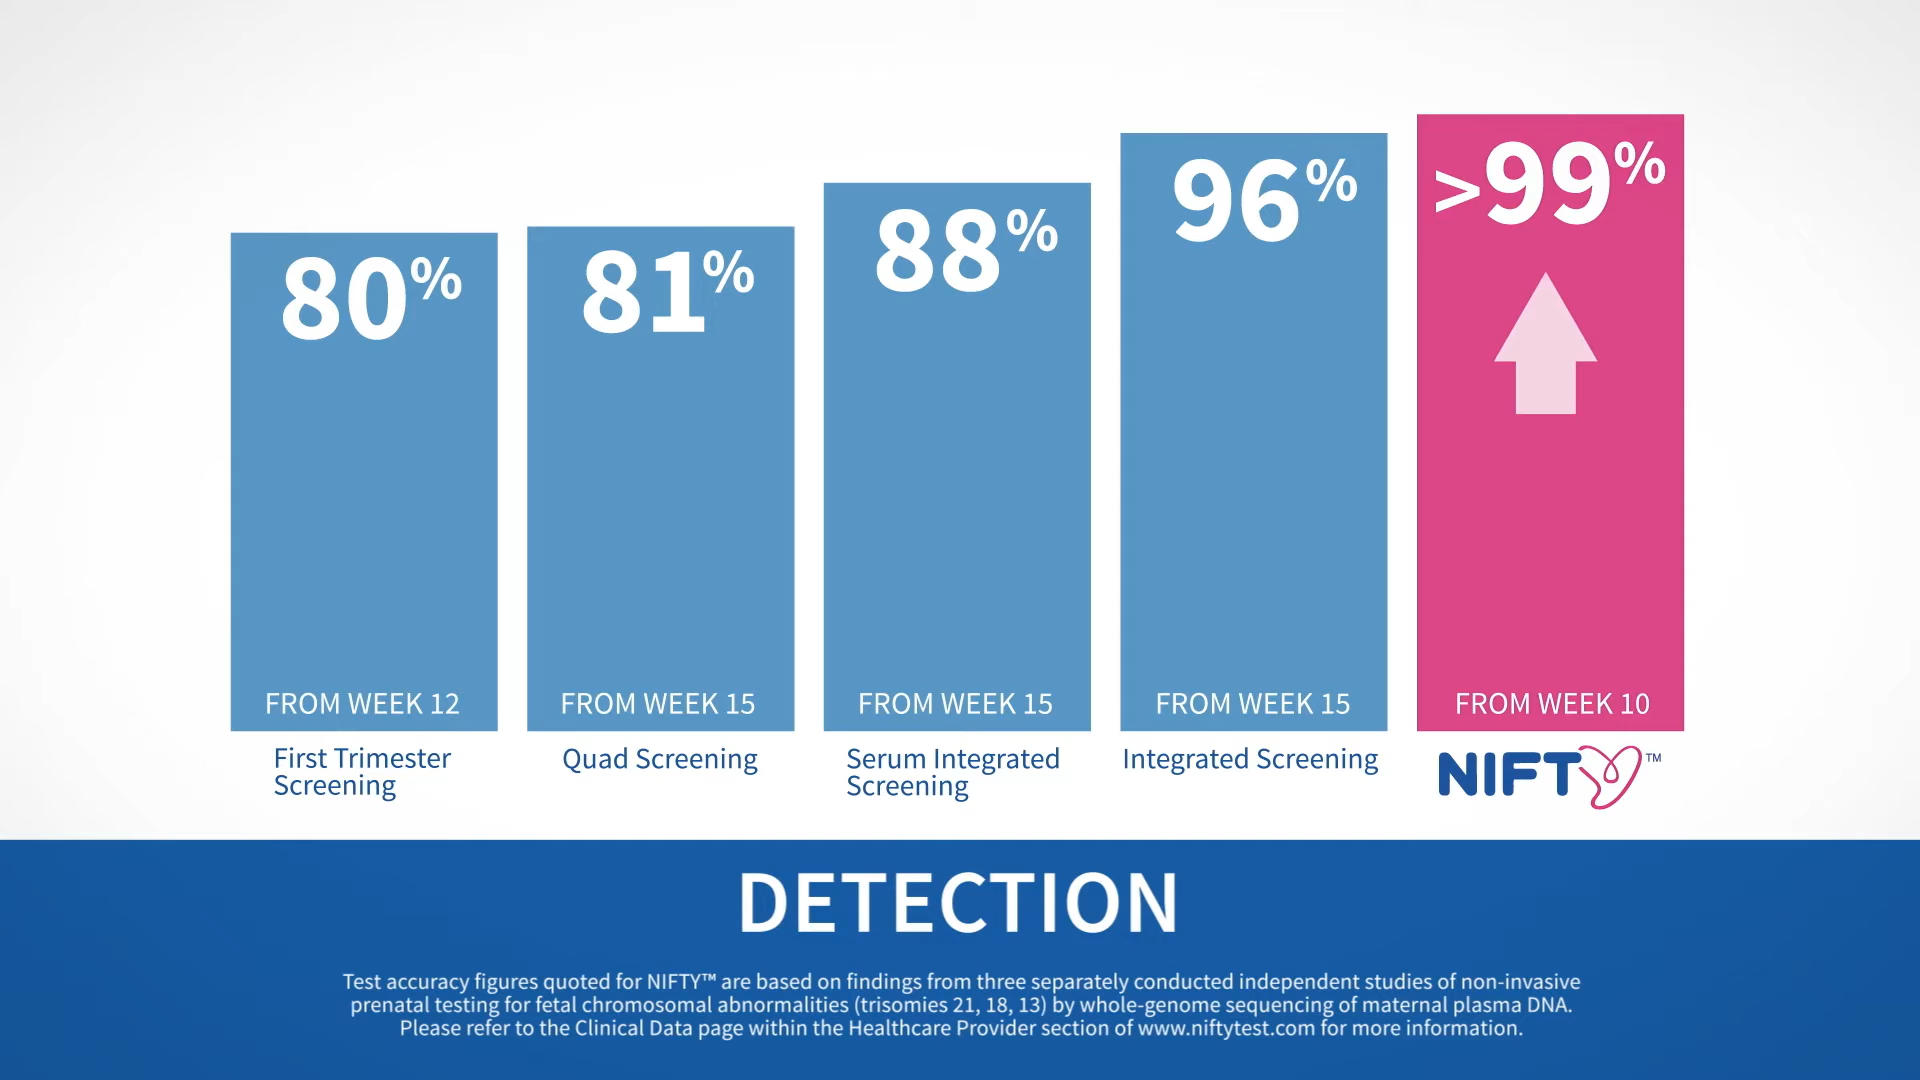 80%
81%
88%
96%
>99%
FROM WEEK 12
FROM WEEK 15
FROM WEEK 15
FROM WEEK 15
FROM WEEK 10
First Trimester
Screening
Quad Screening
Serum Integrated
Screening
Integrated Screening
NIFTY™
DETECTION
Test accuracy figures quoted for NIFTY™ are based on findings from three separately conducted independent studies of non-invasive
prenatal testing for fetal chromosomal abnormalities (trisomies 21, 18, 13) by whole-genome sequencing of maternal plasma DNA.
Please refer to the Clinical Data page within the Healthcare Provider section of www.niftytest.com for more information.